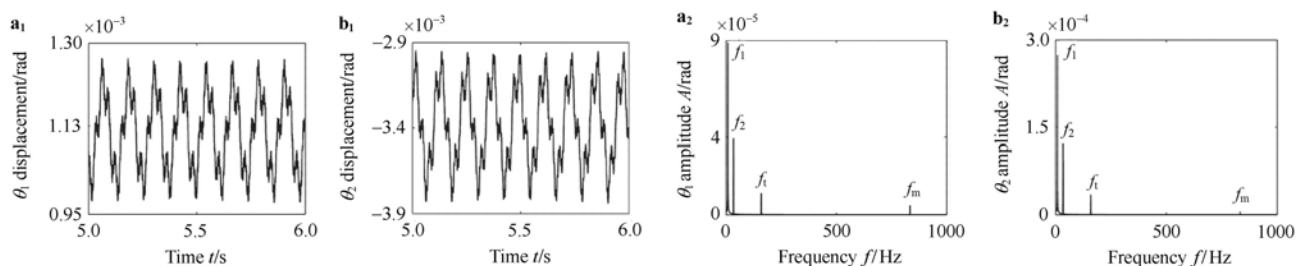 a₁
×10⁻³
1.30
1.13
0.95
θ₁ displacement/rad
5.0 5.5 6.0
Time t/s
b₁
×10⁻³
−2.9
−3.4
−3.9
θ₂ displacement/rad
5.0 5.5 6.0
Time t/s
a₂
×10⁻⁵
9
4
0
θ₁ amplitude A/rad
f₁
f₂
fₜ
fₘ
0 500 1000
Frequency f/Hz
b₂
×10⁻⁴
3.0
1.5
0
θ₂ amplitude A/rad
f₁
f₂
fₜ
fₘ
0 500 1000
Frequency f/Hz